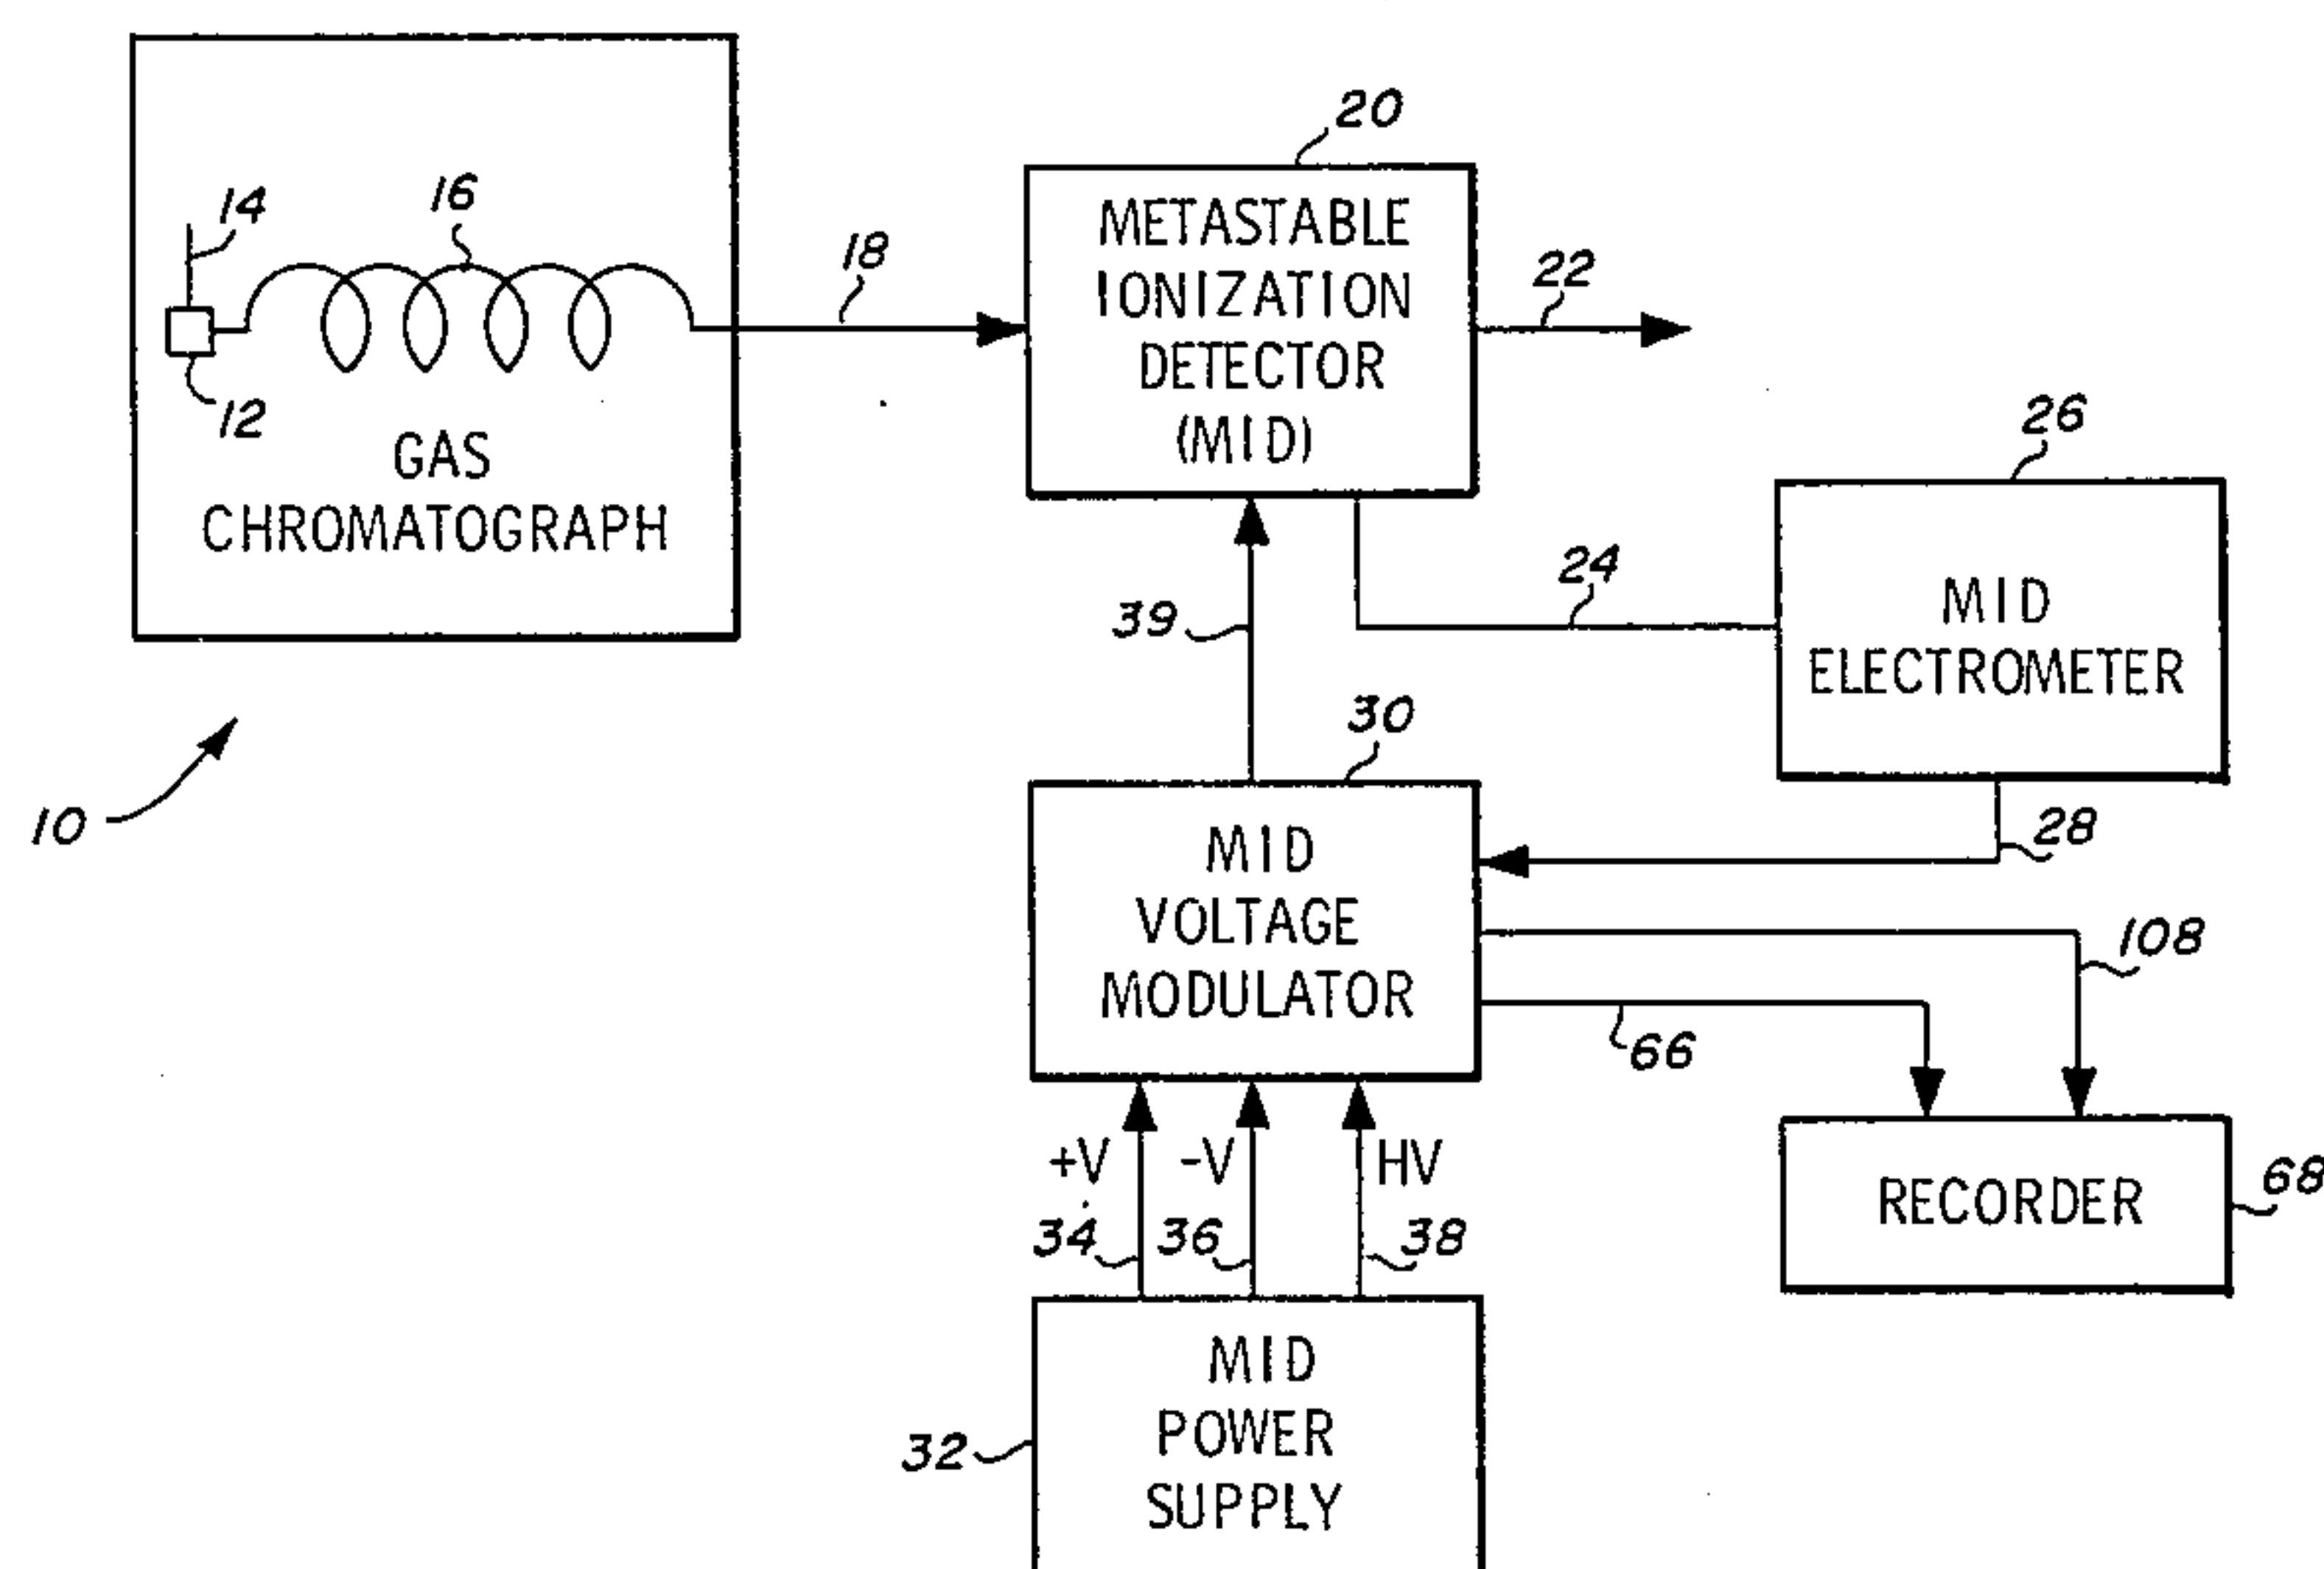 20
14
16
18
METASTABLE
IONIZATION
DETECTOR
(MID)
22
12
GAS
CHROMATOGRAPH
26
24
MID
ELECTROMETER
39
30
10
28
MID
VOLTAGE
MODULATOR
108
66
+V
-V
HV
34
36
38
RECORDER
68
MID
POWER
SUPPLY
32